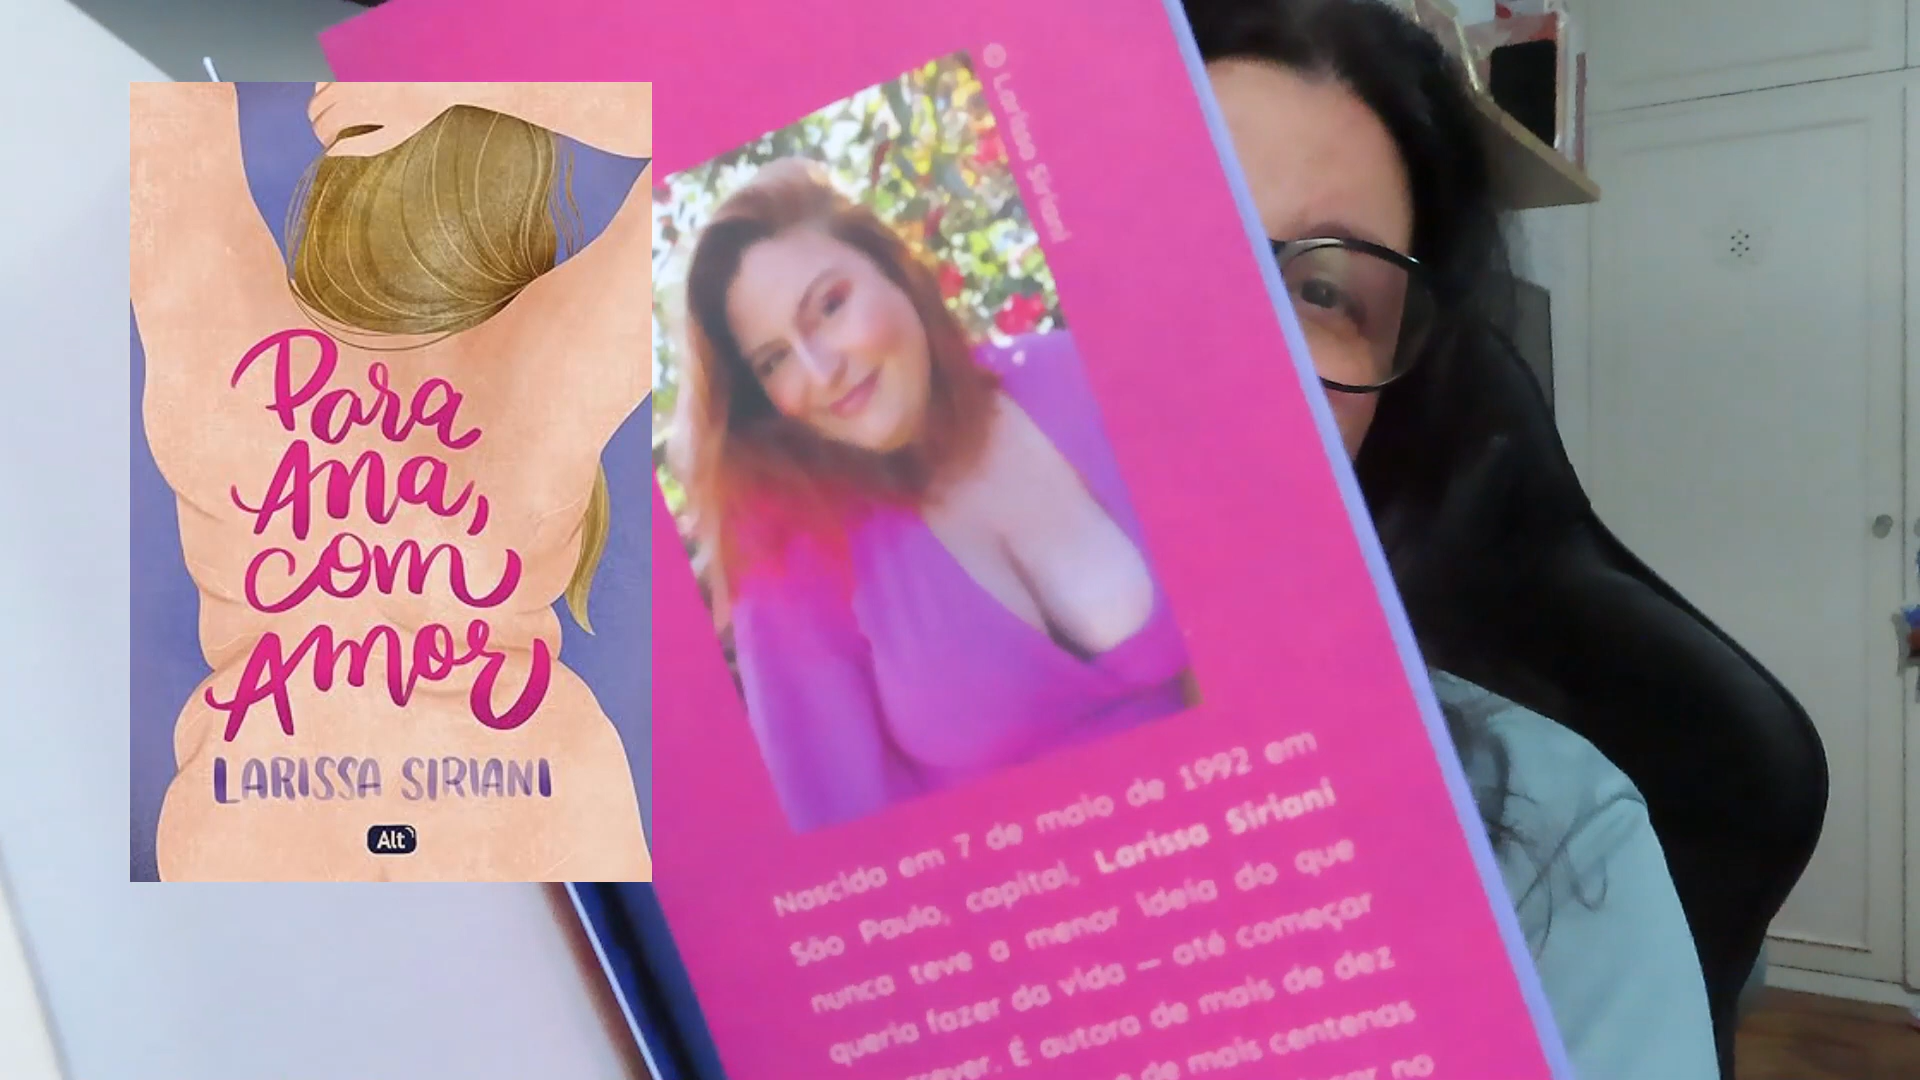 Para
Ana,
com
Amor
LARISSA SIRIANI
Alt
© Larissa Siriani
Nascida em 7 de maio de 1992 em
São Paulo, capital, Larissa Siriani
nunca teve a menor ideia do que
queria fazer da vida — até começar
É autora de mais de dez
de mais centenas
no